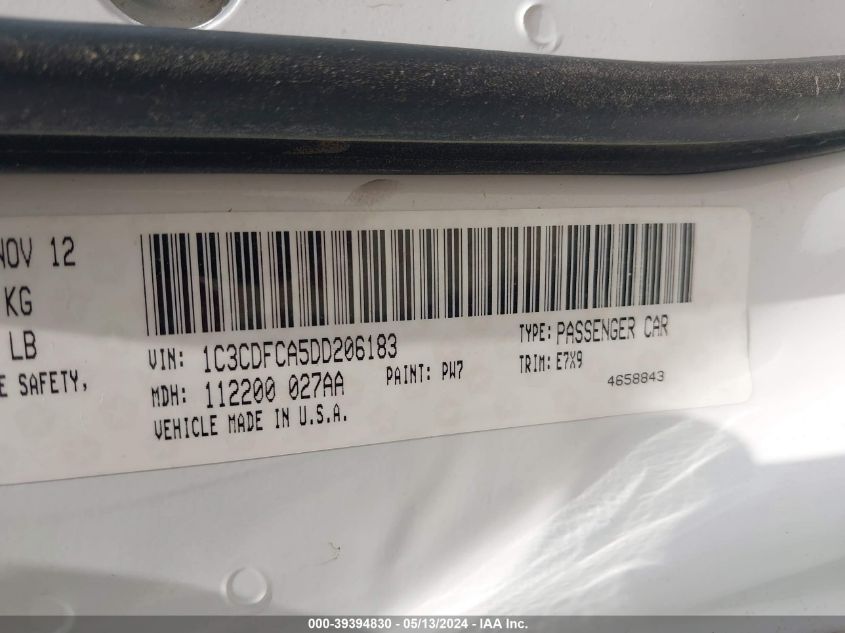 NOV 12
KG
LB
E SAFETY,
VIN: 1C3CDFCA5DD206183
TYPE: PASSENGER CAR
MDH: 112200 027AA
PAINT: PW7
TRIM: E7X9
VEHICLE MADE IN U.S.A.
4658843
000-39394830 - 05/13/2024 - IAA Inc.